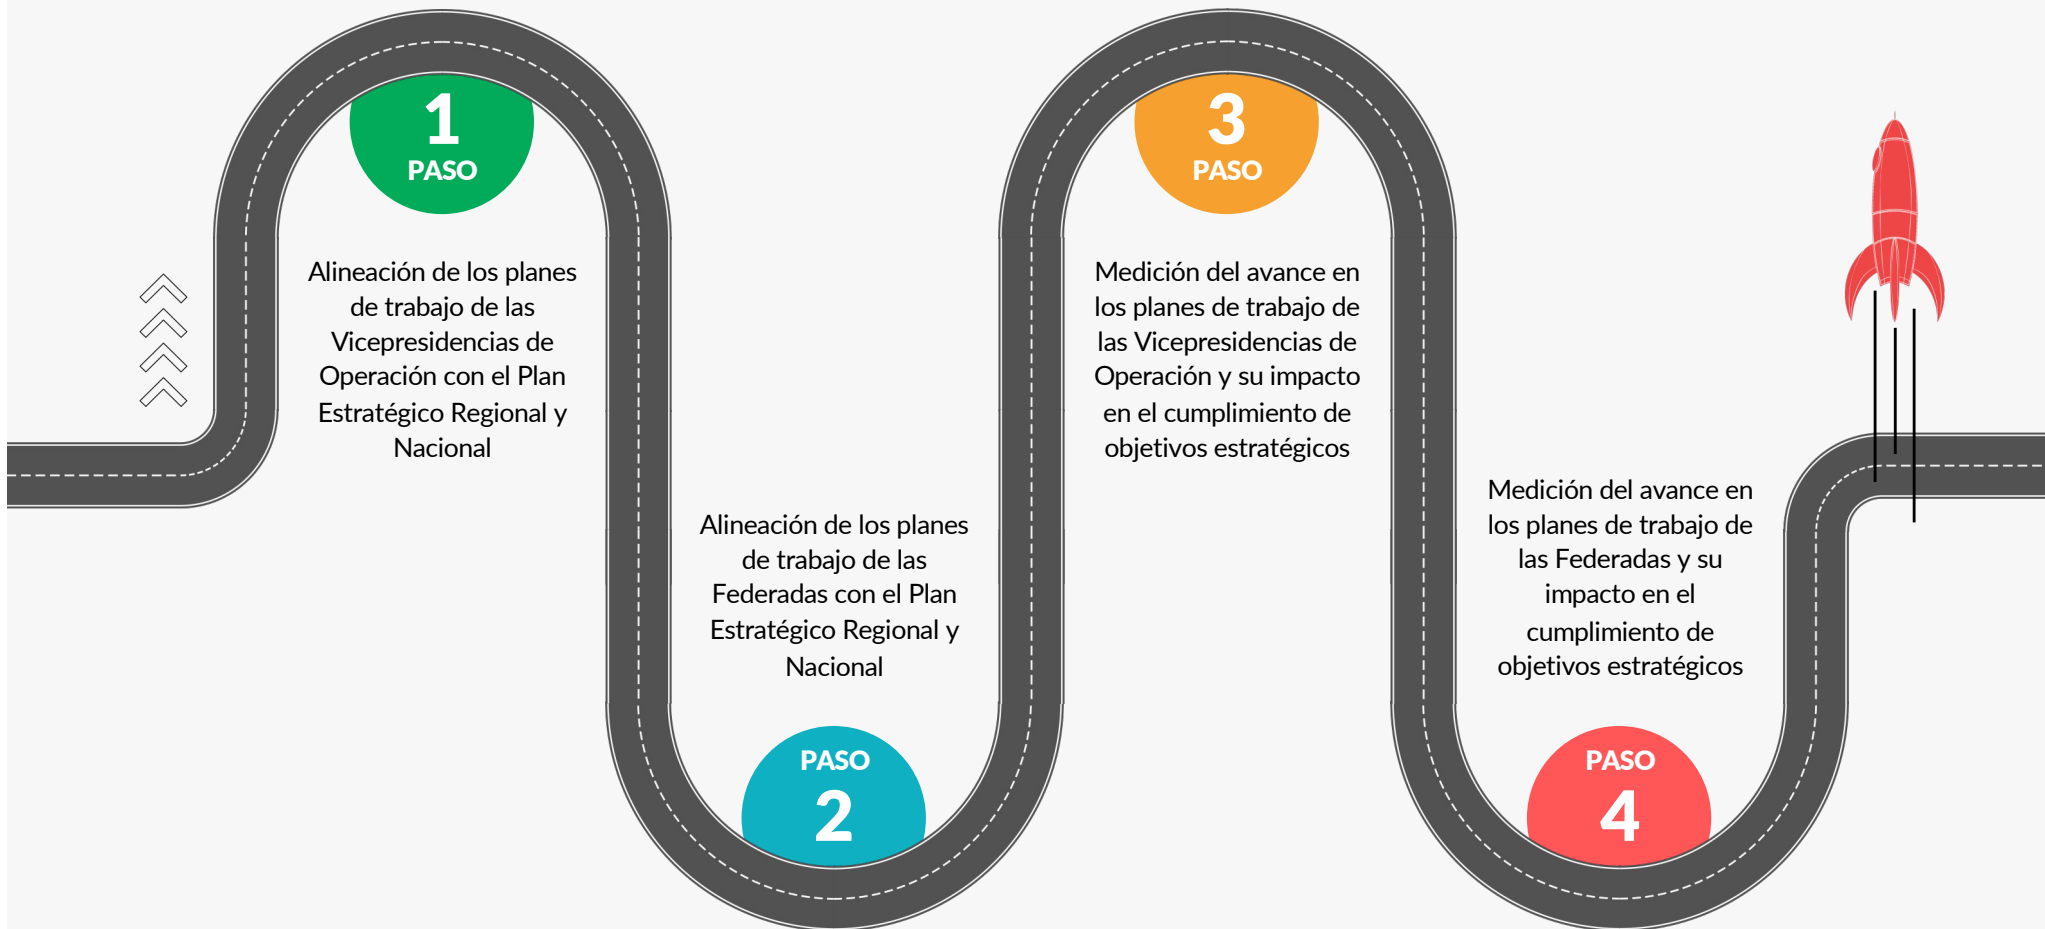 1
PASO
Alineación de los planes
de trabajo de las
Vicepresidencias de
Operación con el Plan
Estratégico Regional y
Nacional
Alineación de los planes
de trabajo de las
Federadas con el Plan
Estratégico Regional y
Nacional
PASO
2
3
PASO
Medición del avance en
los planes de trabajo de
las Vicepresidencias de
Operación y su impacto
en el cumplimiento de
objetivos estratégicos
Medición del avance en
los planes de trabajo de
las Federadas y su
impacto en el
cumplimiento de
objetivos estratégicos
PASO
4